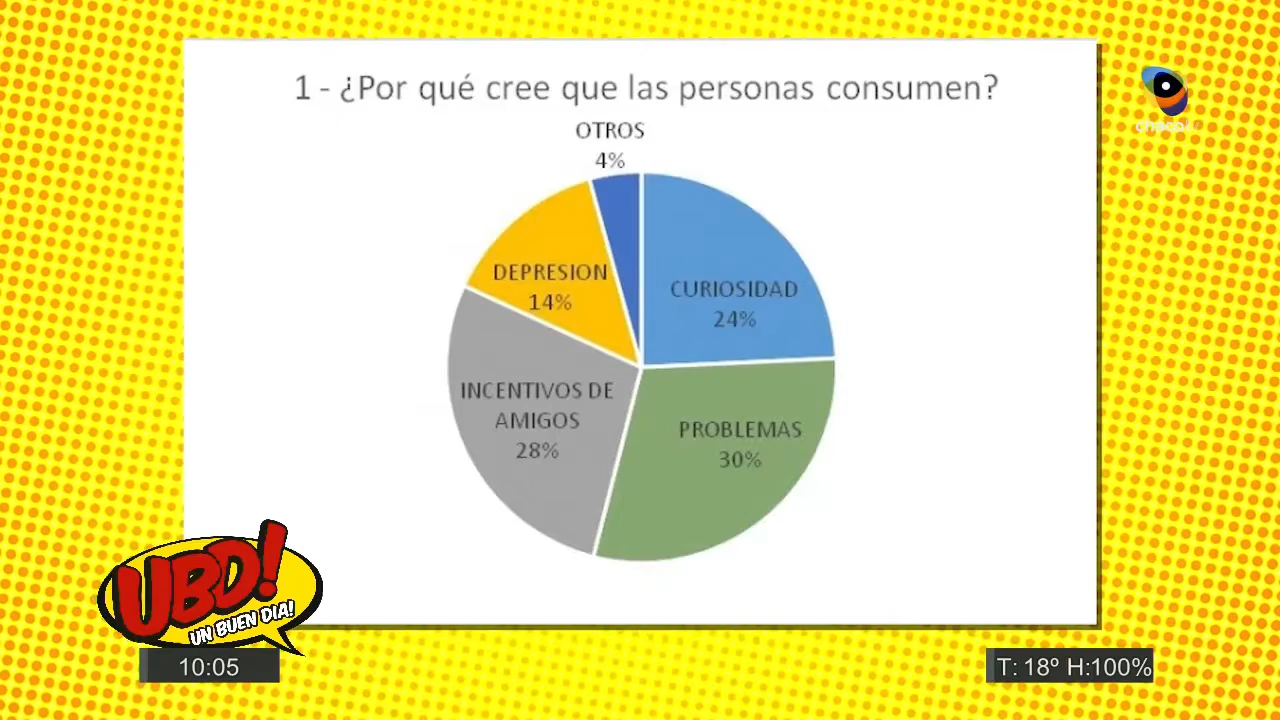 1 - ¿Por qué cree que las personas consumen?
OTROS
4%
DEPRESION
14%
CURIOSIDAD
24%
INCENTIVOS DE
AMIGOS
28%
PROBLEMAS
30%
chaco
UBD!
UN BUEN DIA!
10:05
T: 18º H:100%